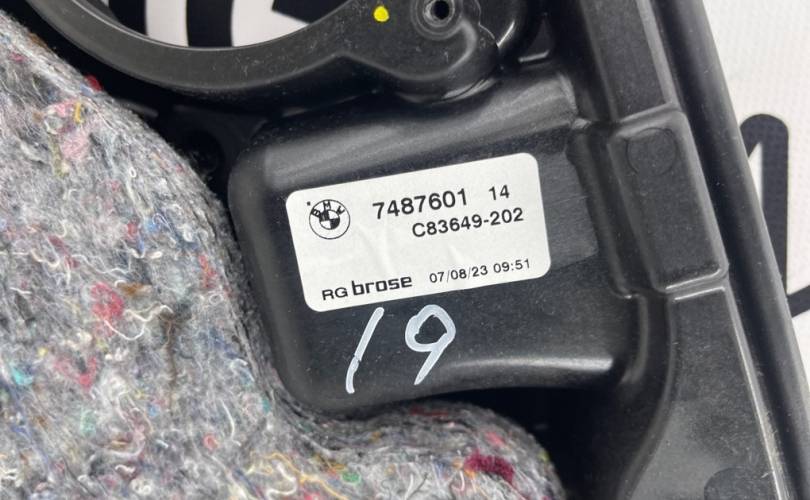 BMW
7487601 14
C83649-202
RG brose 07/08/23 09:51
19